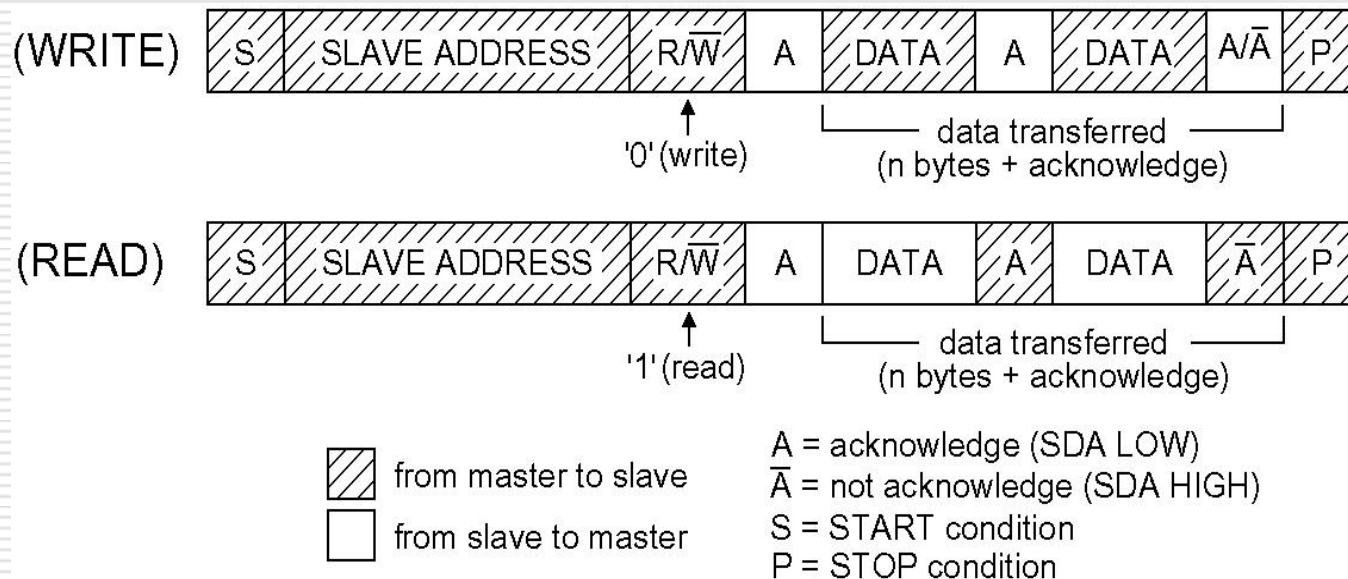 (WRITE) S SLAVE ADDRESS R/W̅ A DATA A DATA A/A̅ P
'0' (write)
data transferred
(n bytes + acknowledge)
(READ) S SLAVE ADDRESS R/W̅ A DATA A DATA A̅ P
'1' (read)
data transferred
(n bytes + acknowledge)
from master to slave
from slave to master
A = acknowledge (SDA LOW)
A̅ = not acknowledge (SDA HIGH)
S = START condition
P = STOP condition